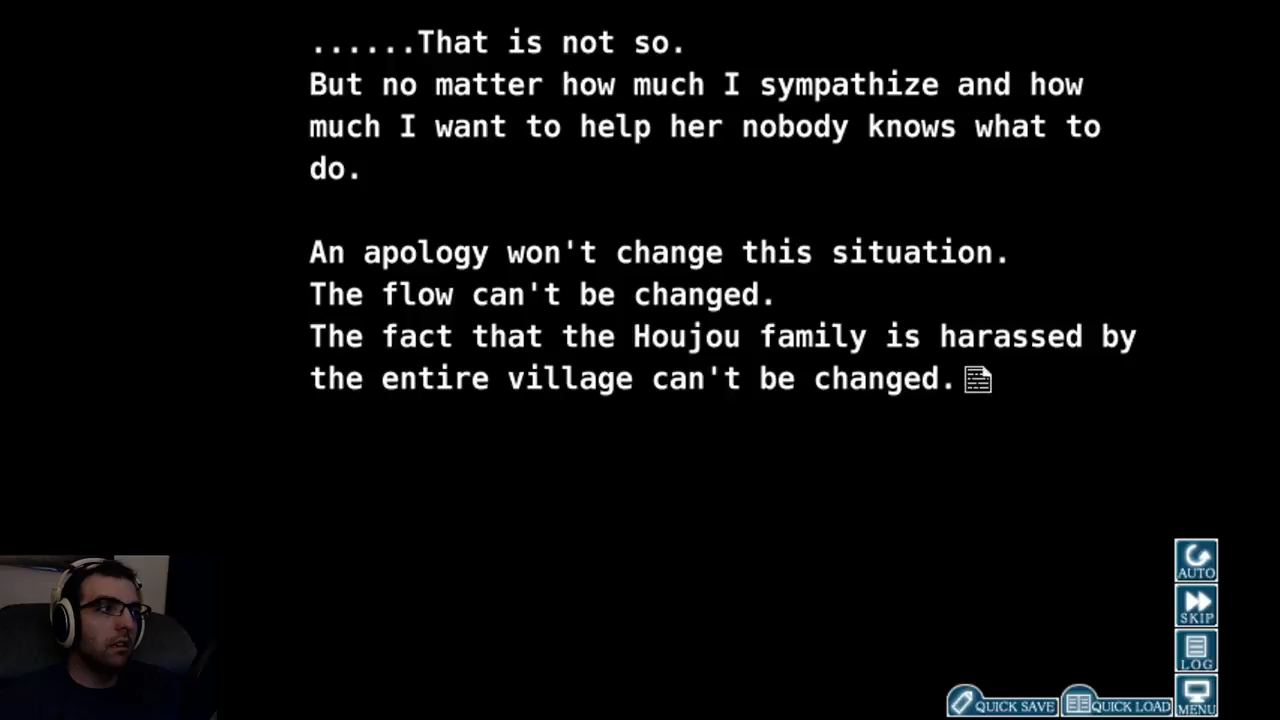 ......That is not so.
But no matter how much I sympathize and how
much I want to help her nobody knows what to
do.
An apology won't change this situation.
The flow can't be changed.
The fact that the Houjou family is harassed by
the entire village can't be changed.
AUTO
SKIP
LOG
QUICK SAVE
QUICK LOAD
MENU